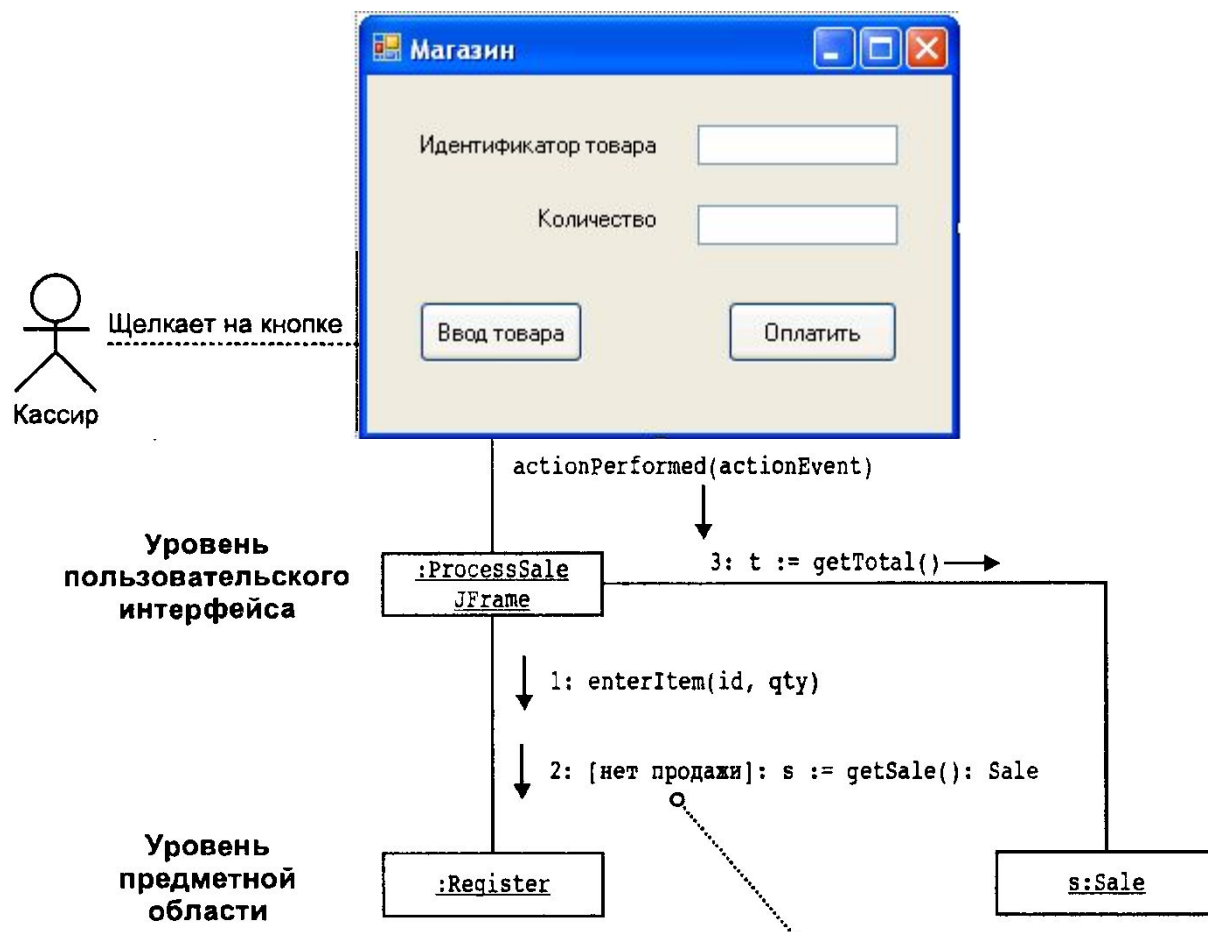 Магазин
Идентификатор товара
Количество
Щелкает на кнопке
Ввод товара
Оплатить
Кассир
actionPerformed(actionEvent)
Уровень
пользовательского
интерфейса
:ProcessSale
JFrame
3: t := getTotal()
1: enterItem(id, qty)
2: [нет продажи]: s := getSale(): Sale
Уровень
предметной
области
:Register
s:Sale